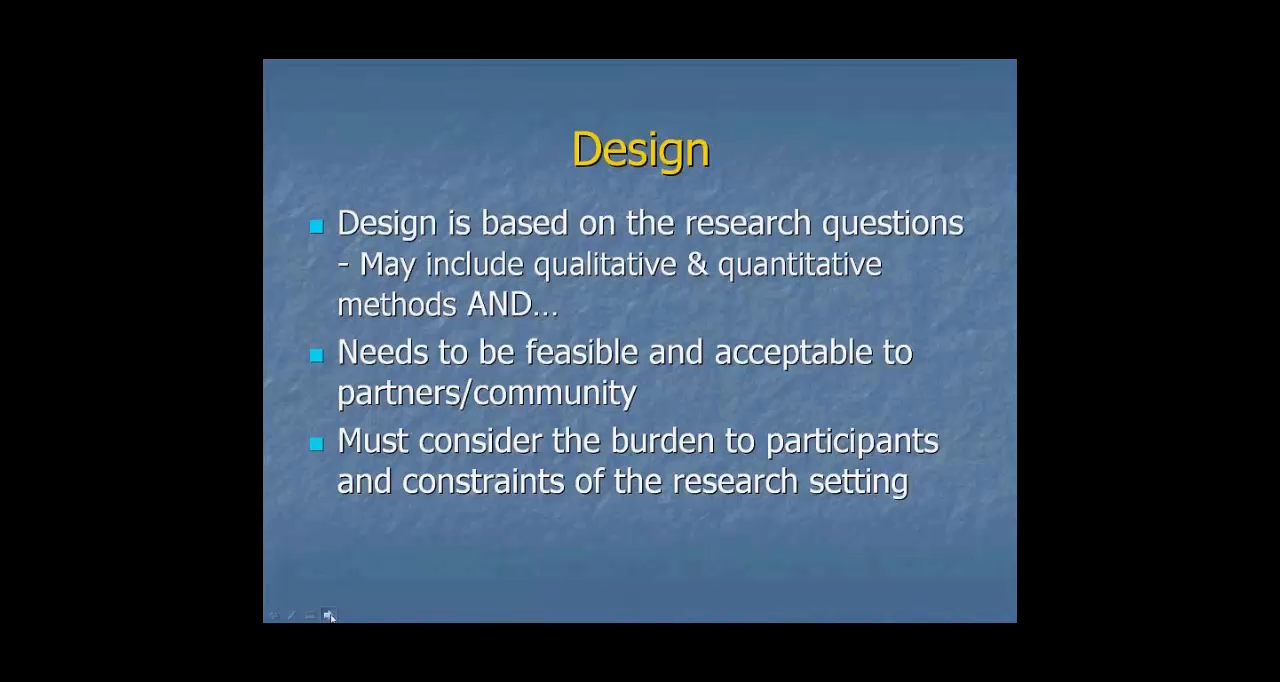 Design
Design is based on the research questions
- May include qualitative & quantitative
methods AND…
Needs to be feasible and acceptable to
partners/community
Must consider the burden to participants
and constraints of the research setting